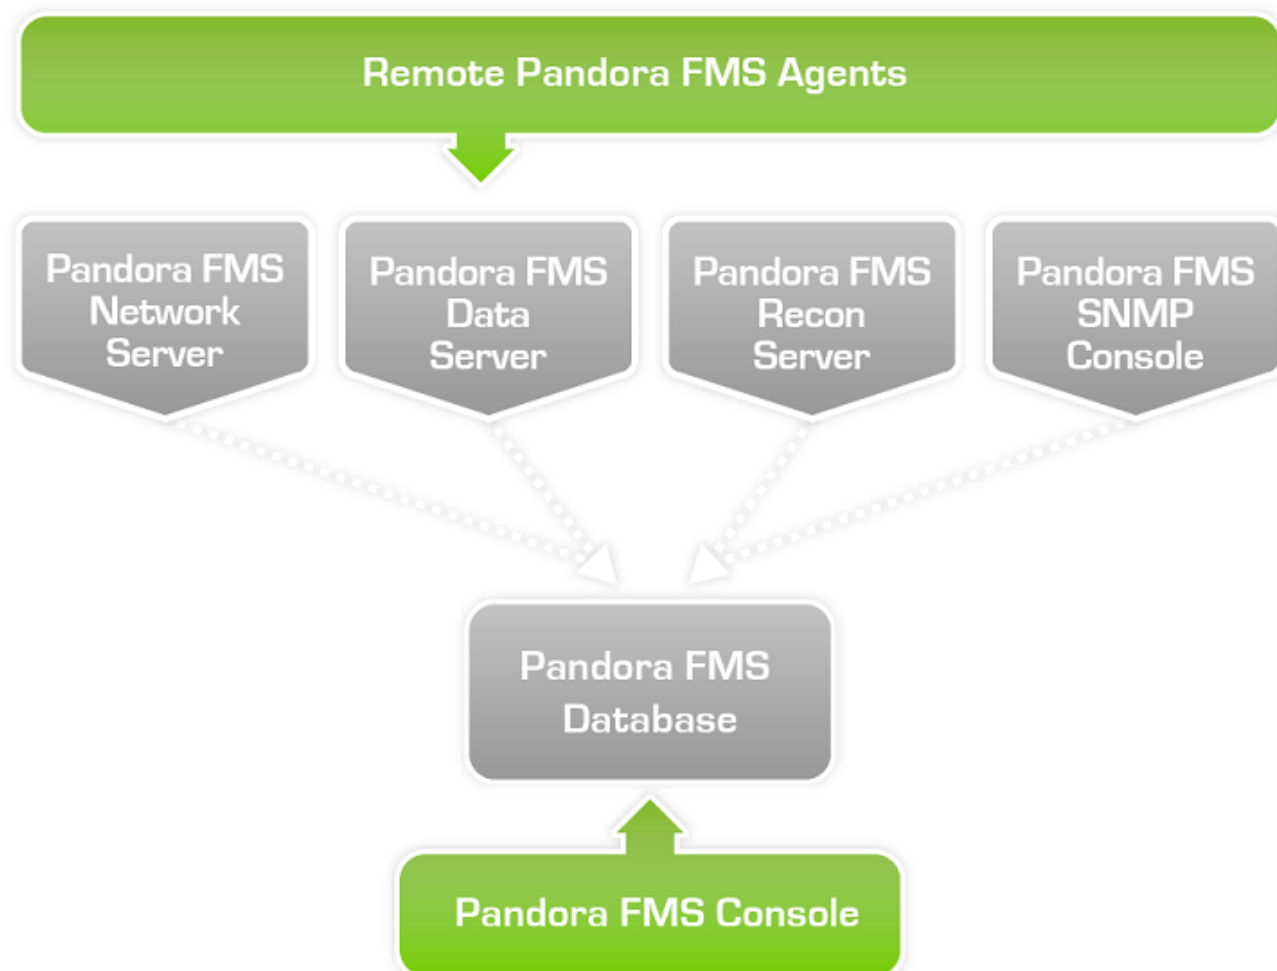 Remote Pandora FMS Agents
Pandora FMS
Network
Server
Pandora FMS
Data
Server
Pandora FMS
Recon
Server
Pandora FMS
SNMP
Console
Pandora FMS
Database
Pandora FMS Console